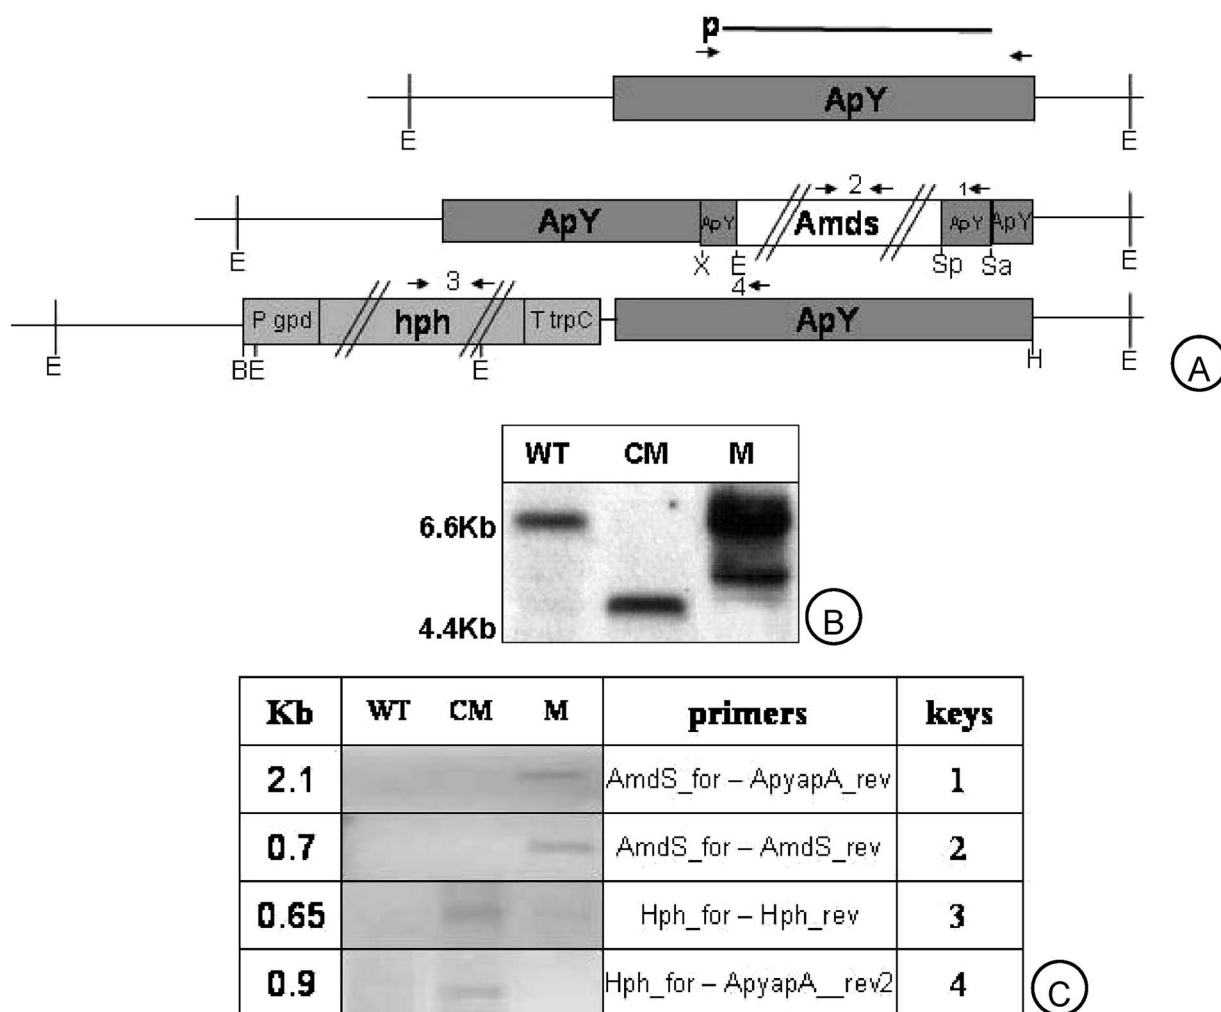 p
ApY
E E
1 2
ApY ApY Amds ApY ApY
E X E Sp Sa E
3 4
P gpd hph T trpC ApY
E B E E H E
A
WT CM M
6.6Kb
4.4Kb
B
Kb WT CM M primers keys
2.1 AmdS_for – ApyapA_rev 1
0.7 AmdS_for – AmdS_rev 2
0.65 Hph_for – Hph_rev 3
0.9 Hph_for – ApyapA__rev2 4
C